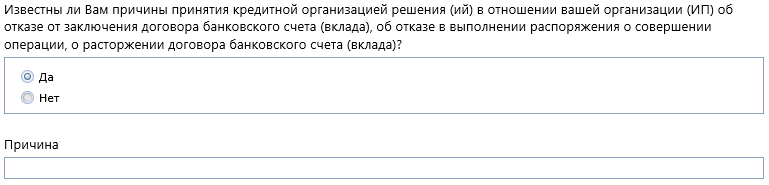 Известны ли Вам причины принятия кредитной организацией решения (ий) в отношении вашей организации (ИП) об
отказе от заключения договора банковского счета (вклада), об отказе в выполнении распоряжения о совершении
операции, о расторжении договора банковского счета (вклада)?
Да
Нет
Причина